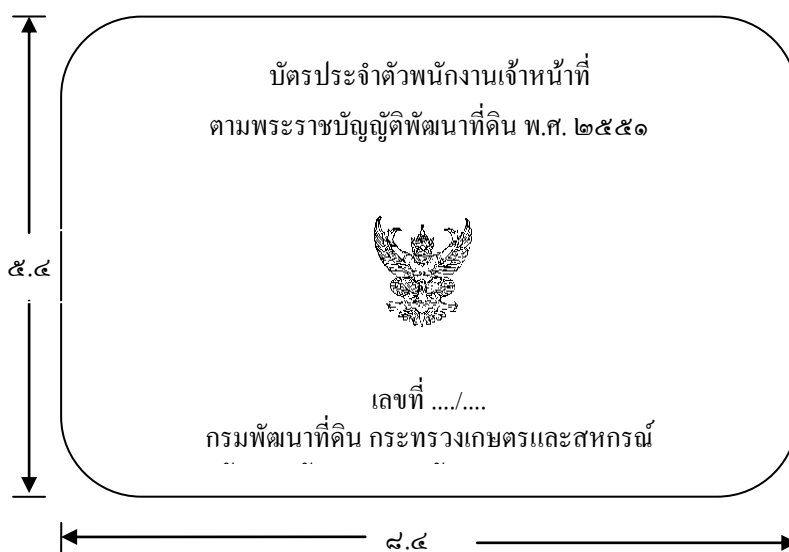 บัตรประจำตัวพนักงานเจ้าหน้าที่
ตามพระราชบัญญัติพัฒนาที่ดิน พ.ศ. ๒๕๕๑
๕.๔
เลขที่ ..../....
กรมพัฒนาที่ดิน กระทรวงเกษตรและสหกรณ์
๘.๔